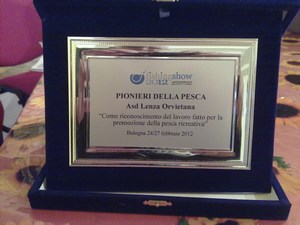 fishingshow
2012
PIONIERI DELLA PESCA
Asd Lenza Orvietana
"Come riconoscimento del lavoro fatto per la
promozione della pesca ricreativa"
Bologna 24/27 febbraio 2012